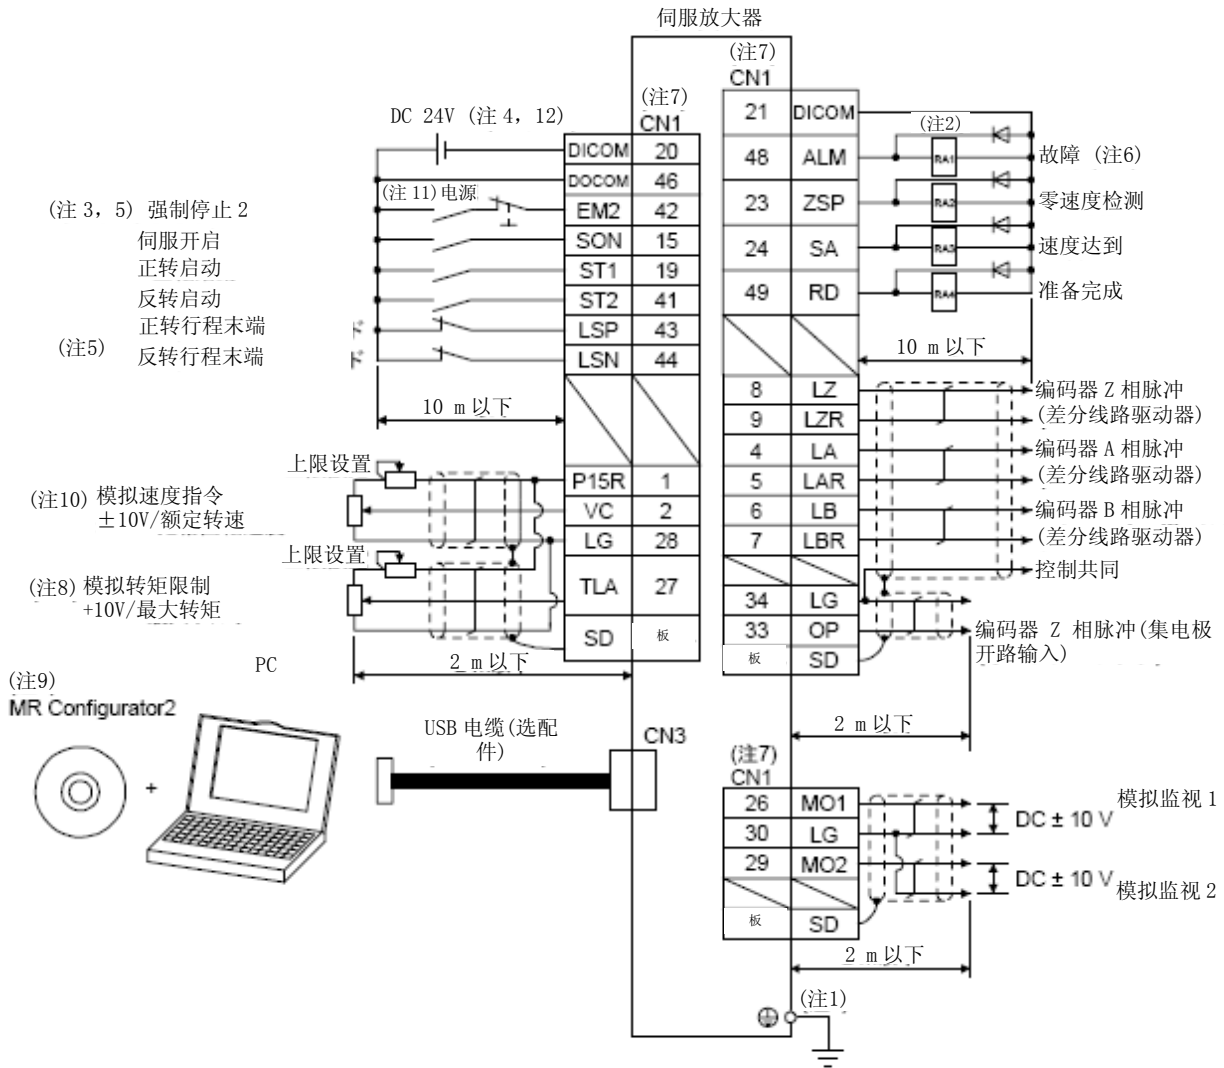 伺服放大器
(注7)
CN1
21 DICOM
48 ALM
23 ZSP
24 SA
49 RD
(注2)
RA1
RA2
RA3
RA4
故障 (注6)
零速度检测
速度达到
准备完成
10 m以下
DC 24V (注 4, 12)
(注7)
CN1
DICOM 20
DOCOM 46
EM2 42
SON 15
ST1 19
ST2 41
LSP 43
LSN 44
(注 11)电源
(注 3, 5) 强制停止 2
伺服开启
正转启动
反转启动
正转行程末端
(注5) 反转行程末端
10 m以下
8 LZ
9 LZR
4 LA
5 LAR
6 LB
7 LBR
34 LG
33 OP
板 SD
编码器 Z 相脉冲
(差分线路驱动器)
编码器 A 相脉冲
(差分线路驱动器)
编码器 B 相脉冲
(差分线路驱动器)
控制共同
编码器 Z 相脉冲(集电极
开路输入)
2 m以下
上限设置
(注10) 模拟速度指令
±10V/额定转速
上限设置
(注8) 模拟转矩限制
+10V/最大转矩
P15R 1
VC 2
LG 28
TLA 27
SD 板
2 m以下
PC
(注9)
MR Configurator2
+
USB 电缆(选配
件)
CN3
(注7)
CN1
26 MO1
30 LG
29 MO2
板 SD
DC ± 10 V
模拟监视 1
DC ± 10 V
模拟监视 2
2 m以下
(注1)